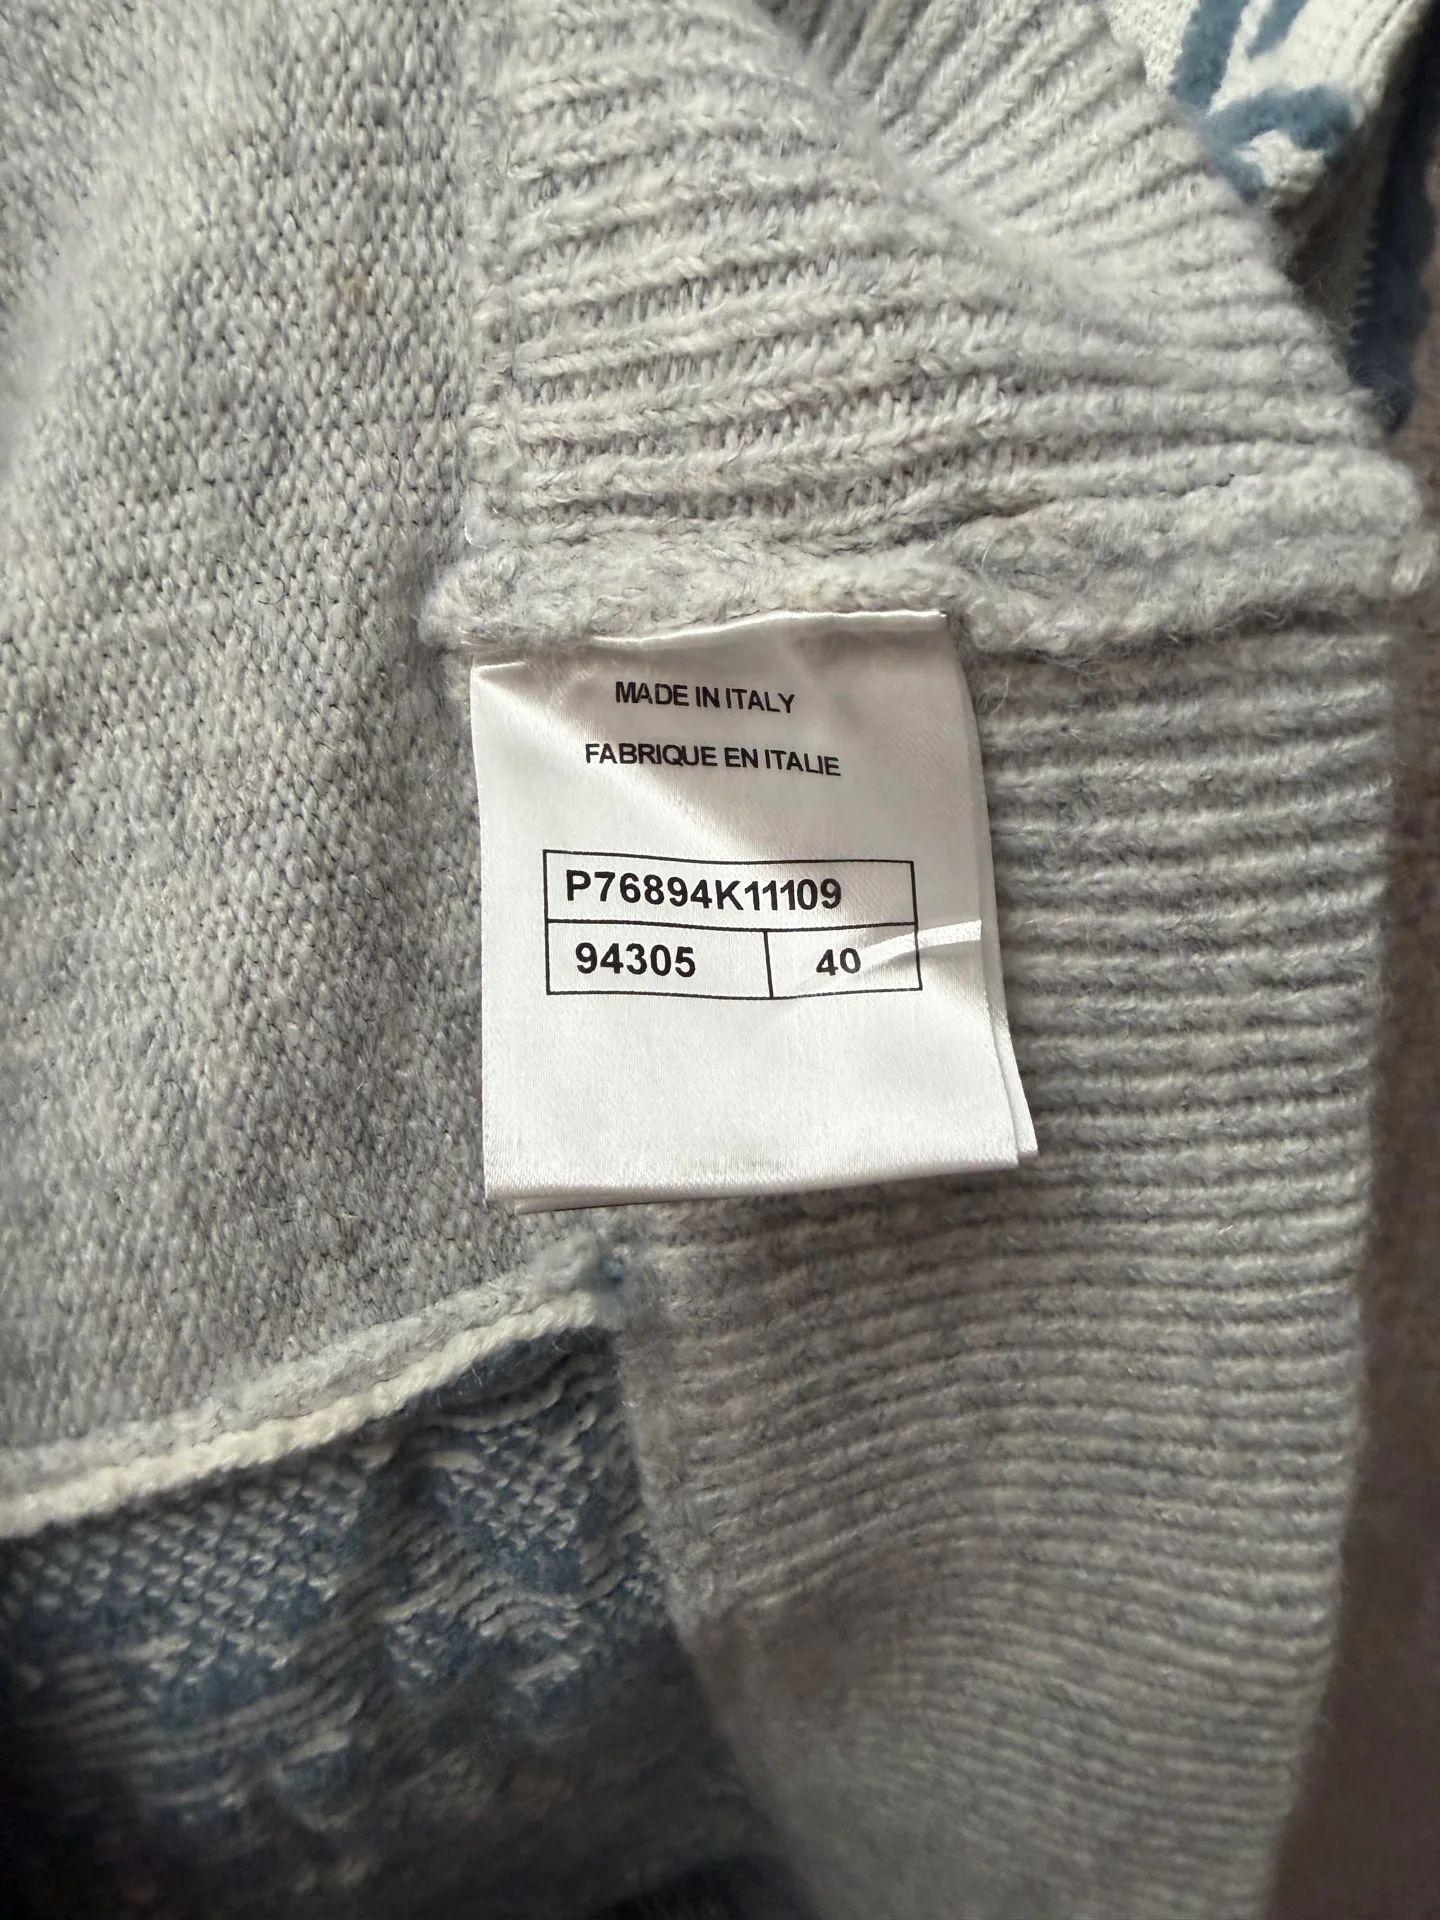 MADE IN ITALY
FABRIQUE EN ITALIE
P76894K11109
94305 40